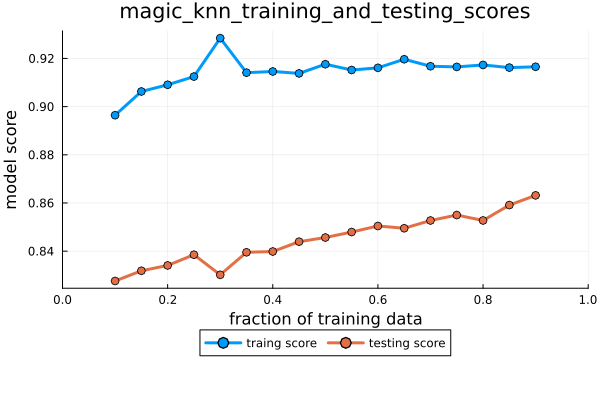 magic_knn_training_and_testing_scores
model score
0.92
0.90
0.88
0.86
0.84
0.0 0.2 0.4 0.6 0.8 1.0
fraction of training data
traing score testing score